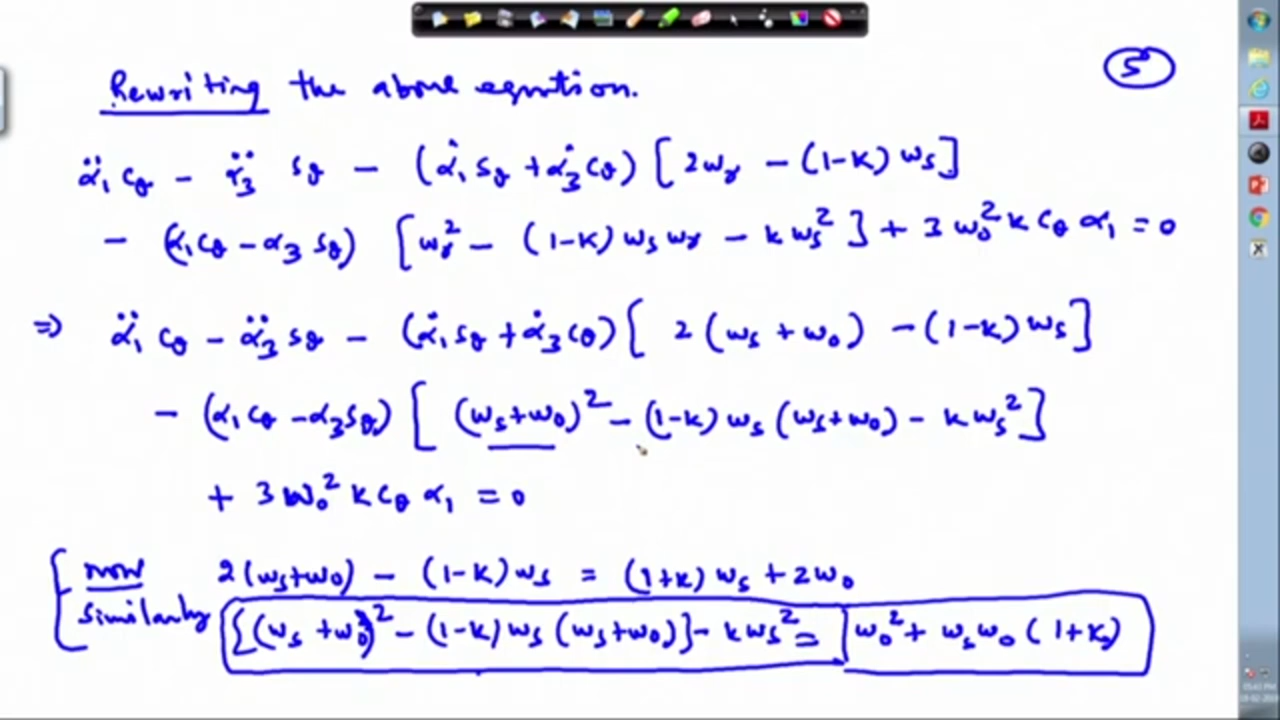 5
Rewriting the above equation.
α̈₁ cθ − α̈₃ sθ − (α̇₁ sθ + α̇₃ cθ) [2ωγ − (1−K) ωs]
− (α₁cθ − α₃ sθ) [ωγ² − (1−K) ωs ωγ − k ωs²] + 3 ω₀² k cθ α₁ = 0
⇒ α̈₁ cθ − α̈₃ sθ − (α̇₁ sθ + α̇₃ cθ) [2 (ωs + ω₀) − (1−K) ωs]
− (α₁ cθ − α₃ sθ) [(ωs+ω₀)² − (1−K) ωs (ωs+ω₀) − k ωs²]
+ 3 ω₀² k cθ α₁ = 0
now 2(ωs+ω₀) − (1−K) ωs = (1+K) ωs + 2ω₀
similarly [{(ωs + ω₀)² − (1−K) ωs (ωs+ω₀)} − k ωs² = ω₀² + ωs ω₀ (1+K)